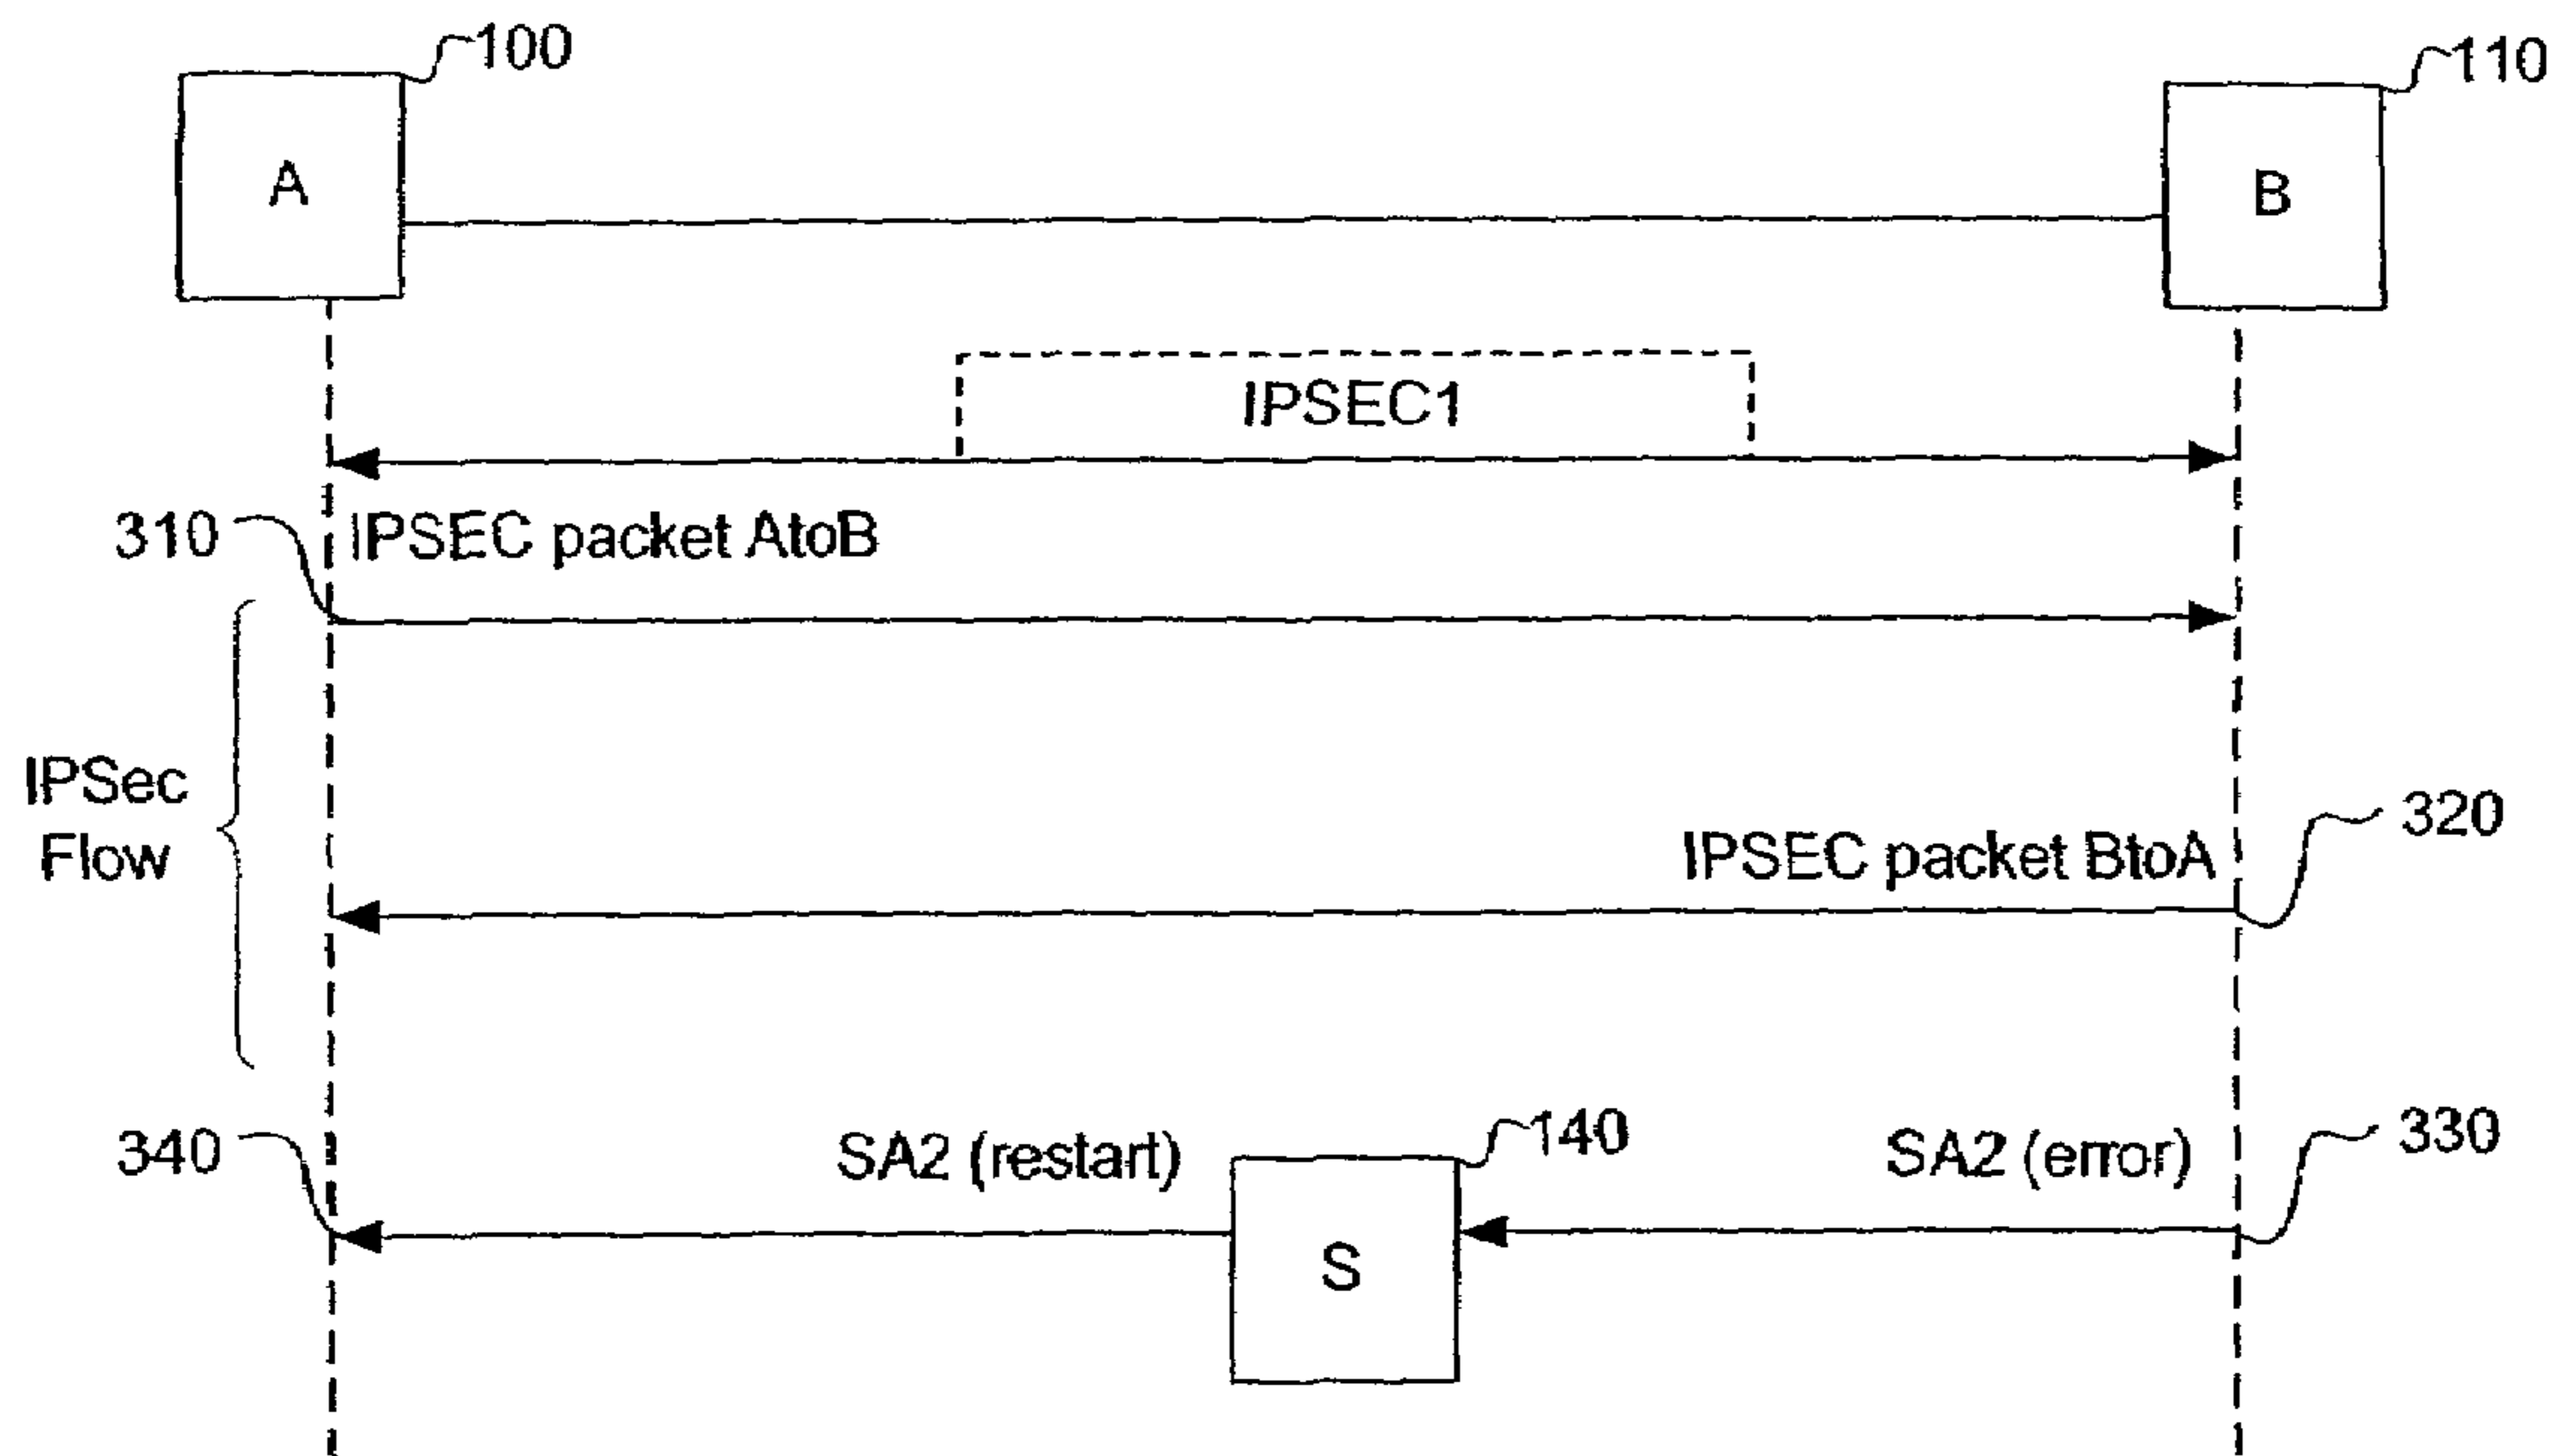 100
110
A
B
IPSEC1
310
IPSEC packet AtoB
IPSec
Flow
320
IPSEC packet BtoA
340
SA2 (restart)
140
SA2 (error)
330
S